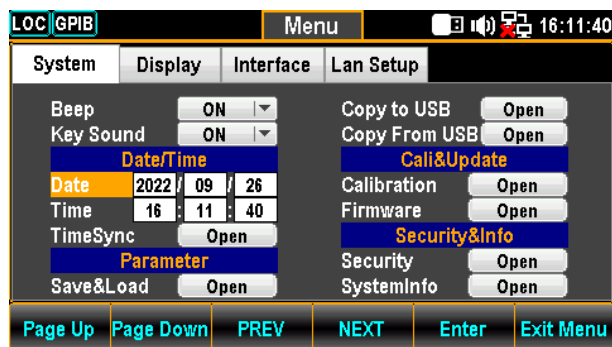 LOC GPIB Menu 16:11:40
System Display Interface Lan Setup
Beep ON Copy to USB Open
Key Sound ON Copy From USB Open
Date/Time Cali&Update
Date 2022 / 09 / 26 Calibration Open
Time 16 : 11 : 40 Firmware Open
TimeSync Open Security&Info
Parameter Security Open
Save&Load Open SystemInfo Open
Page Up Page Down PREV NEXT Enter Exit Menu